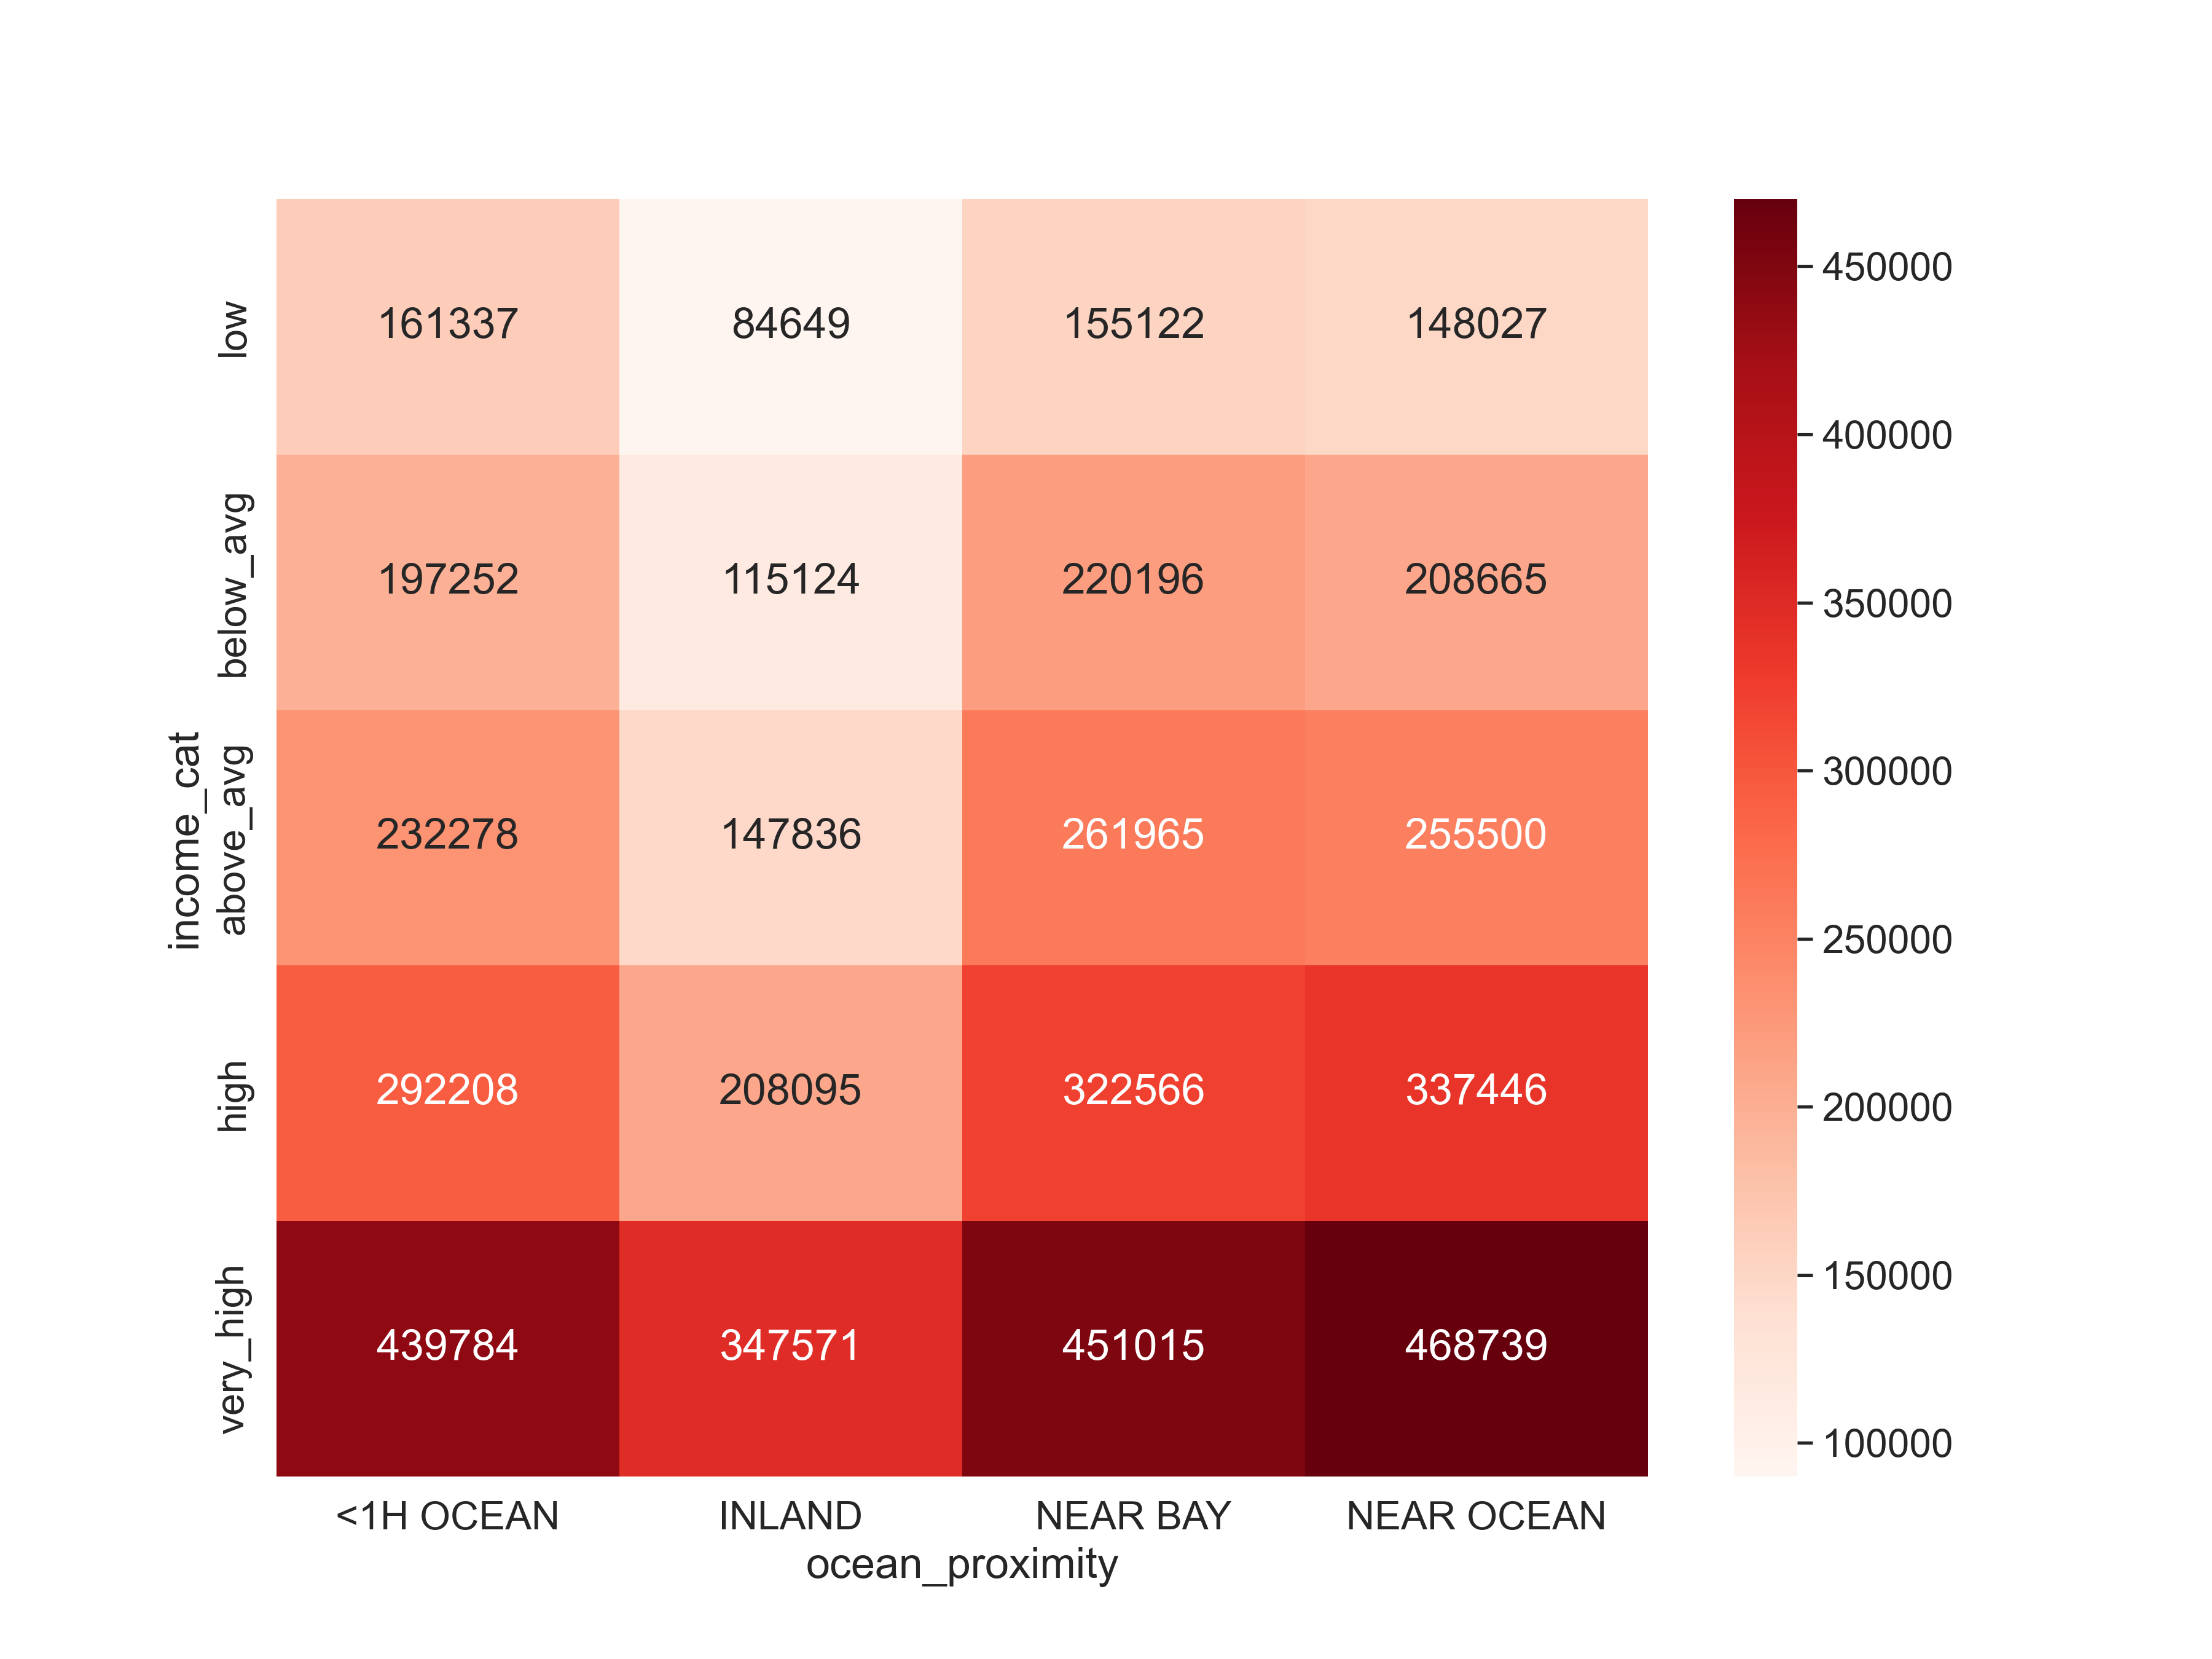 income_cat
low
161337 84649 155122 148027
below_avg
197252 115124 220196 208665
above_avg
232278 147836 261965 255500
high
292208 208095 322566 337446
very_high
439784 347571 451015 468739
<1H OCEAN INLAND NEAR BAY NEAR OCEAN
ocean_proximity
450000
400000
350000
300000
250000
200000
150000
100000